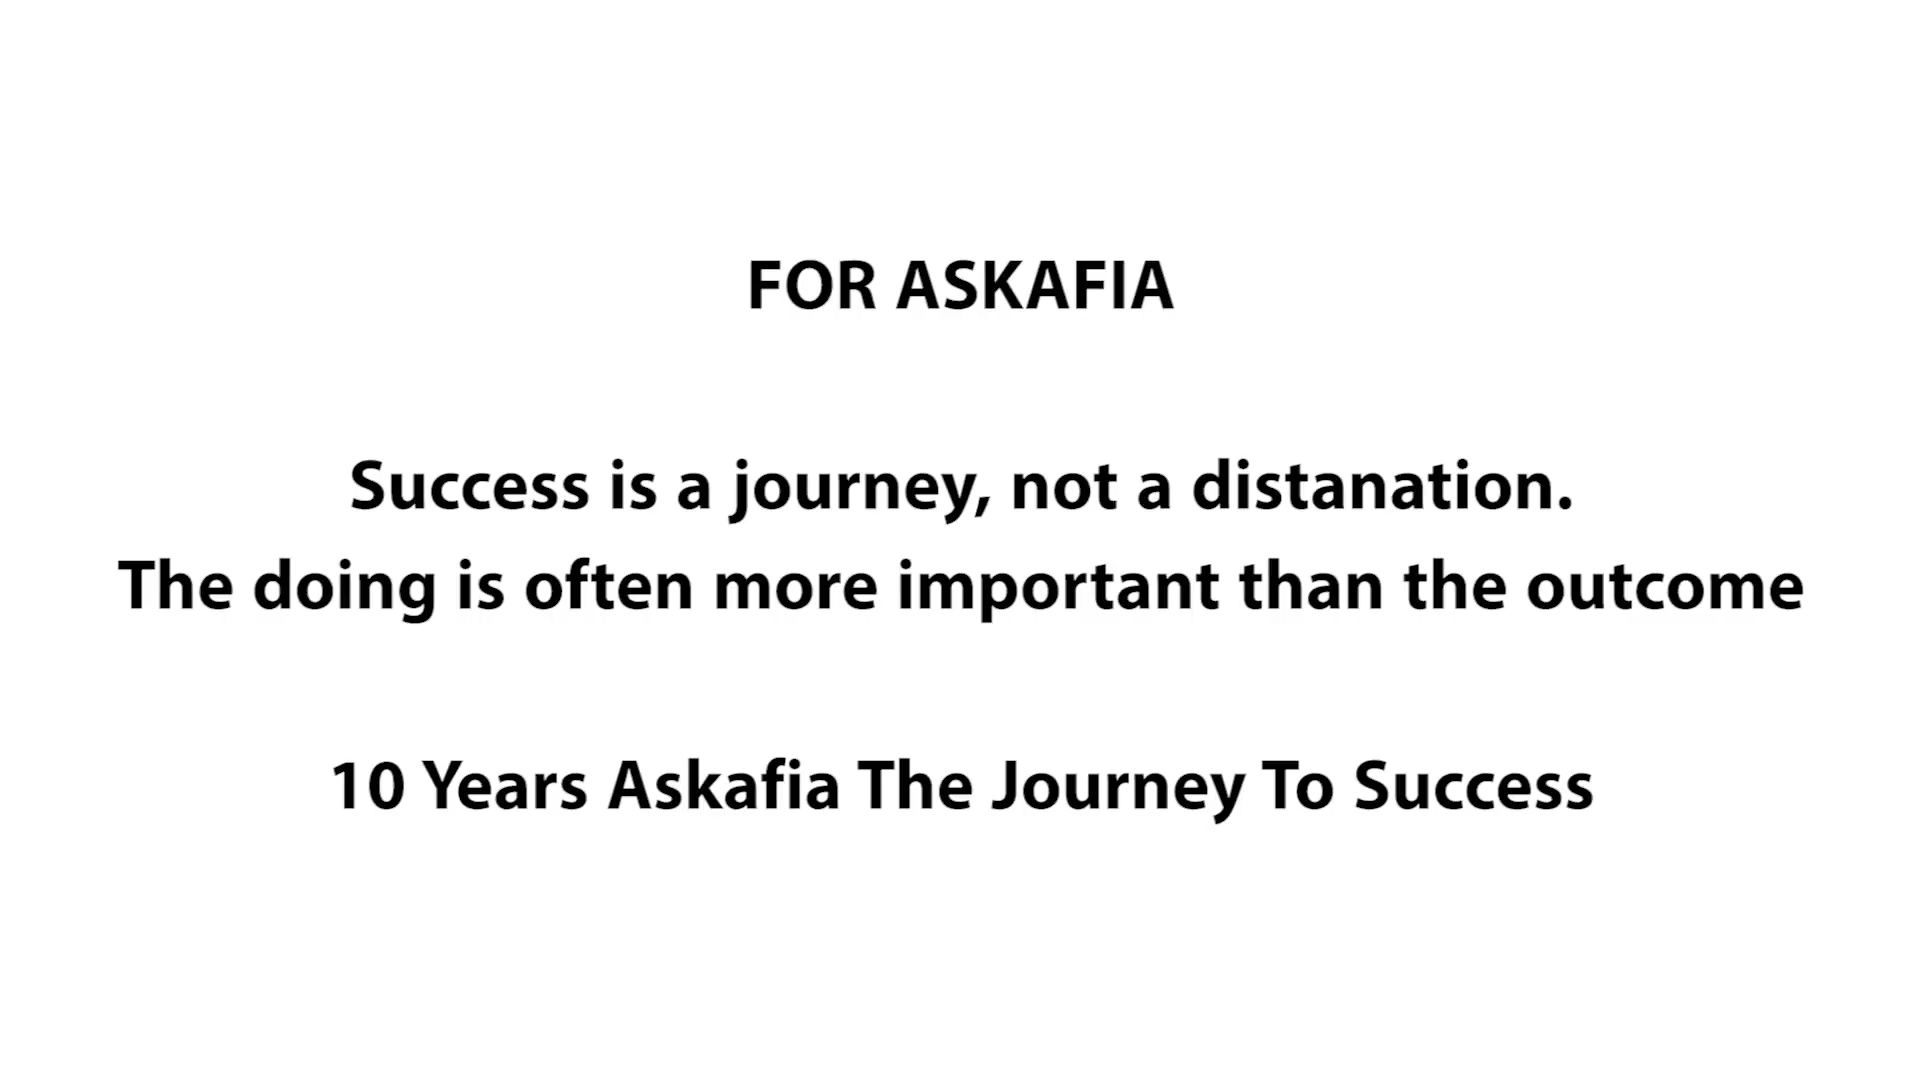 FOR ASKAFIA
Success is a journey, not a distanation.
The doing is often more important than the outcome
10 Years Askafia The Journey To Success